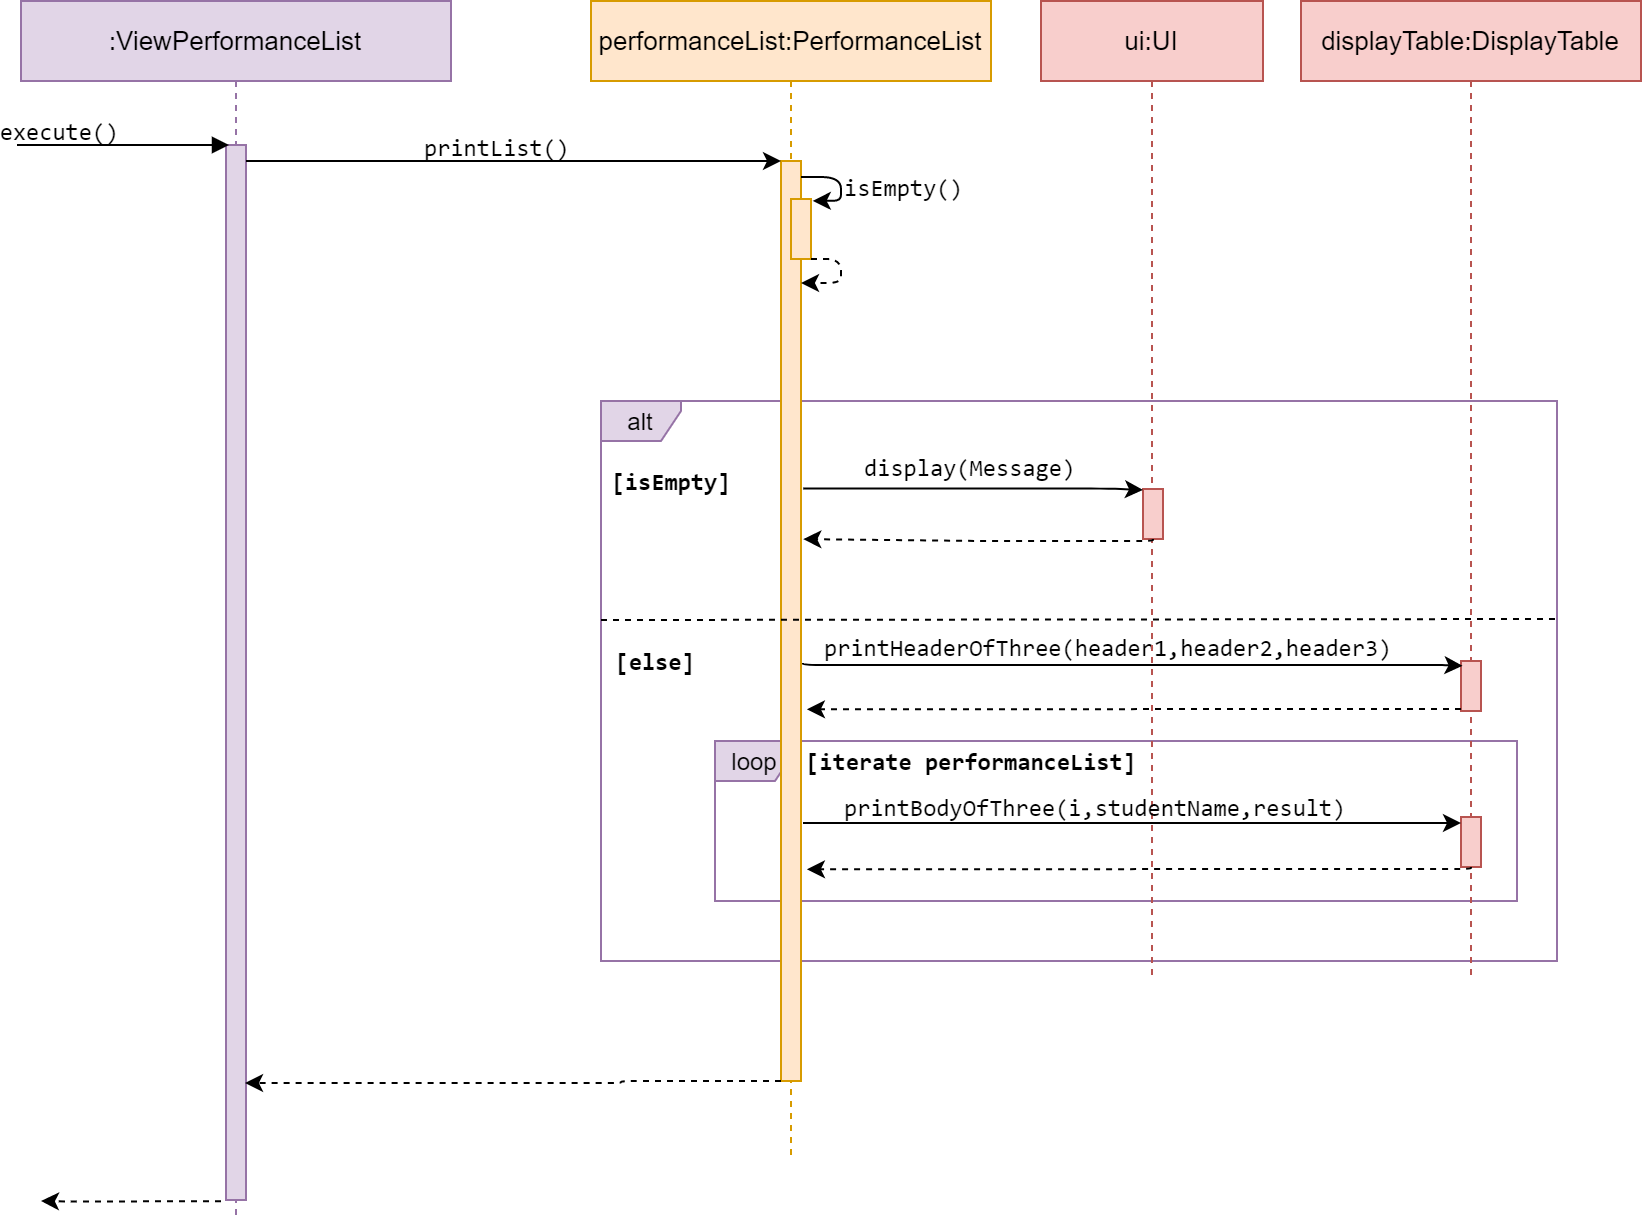 :ViewPerformanceList
performanceList:PerformanceList
ui:UI
displayTable:DisplayTable
execute()
printList()
isEmpty()
alt
display(Message)
[isEmpty]
printHeaderOfThree(header1,header2,header3)
[else]
loop
[iterate performanceList]
printBodyOfThree(i,studentName,result)